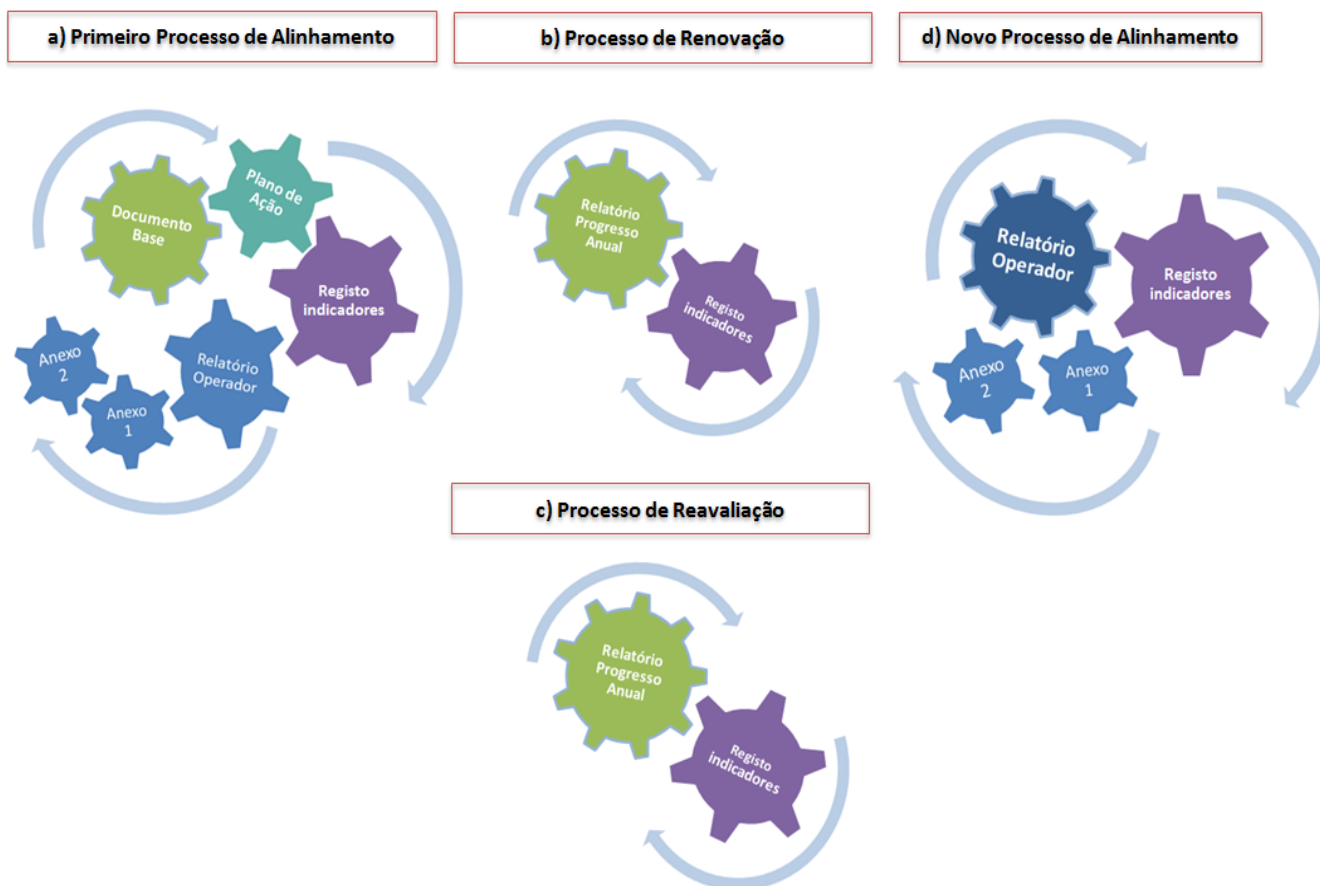 a) Primeiro Processo de Alinhamento
Documento
Base
Plano de
Ação
Registo
indicadores
Relatório
Operador
Anexo
1
Anexo
2
b) Processo de Renovação
Relatório
Progresso
Anual
Registo
indicadores
c) Processo de Reavaliação
Relatório
Progresso
Anual
Registo
indicadores
d) Novo Processo de Alinhamento
Relatório
Operador
Registo
indicadores
Anexo
1
Anexo
2